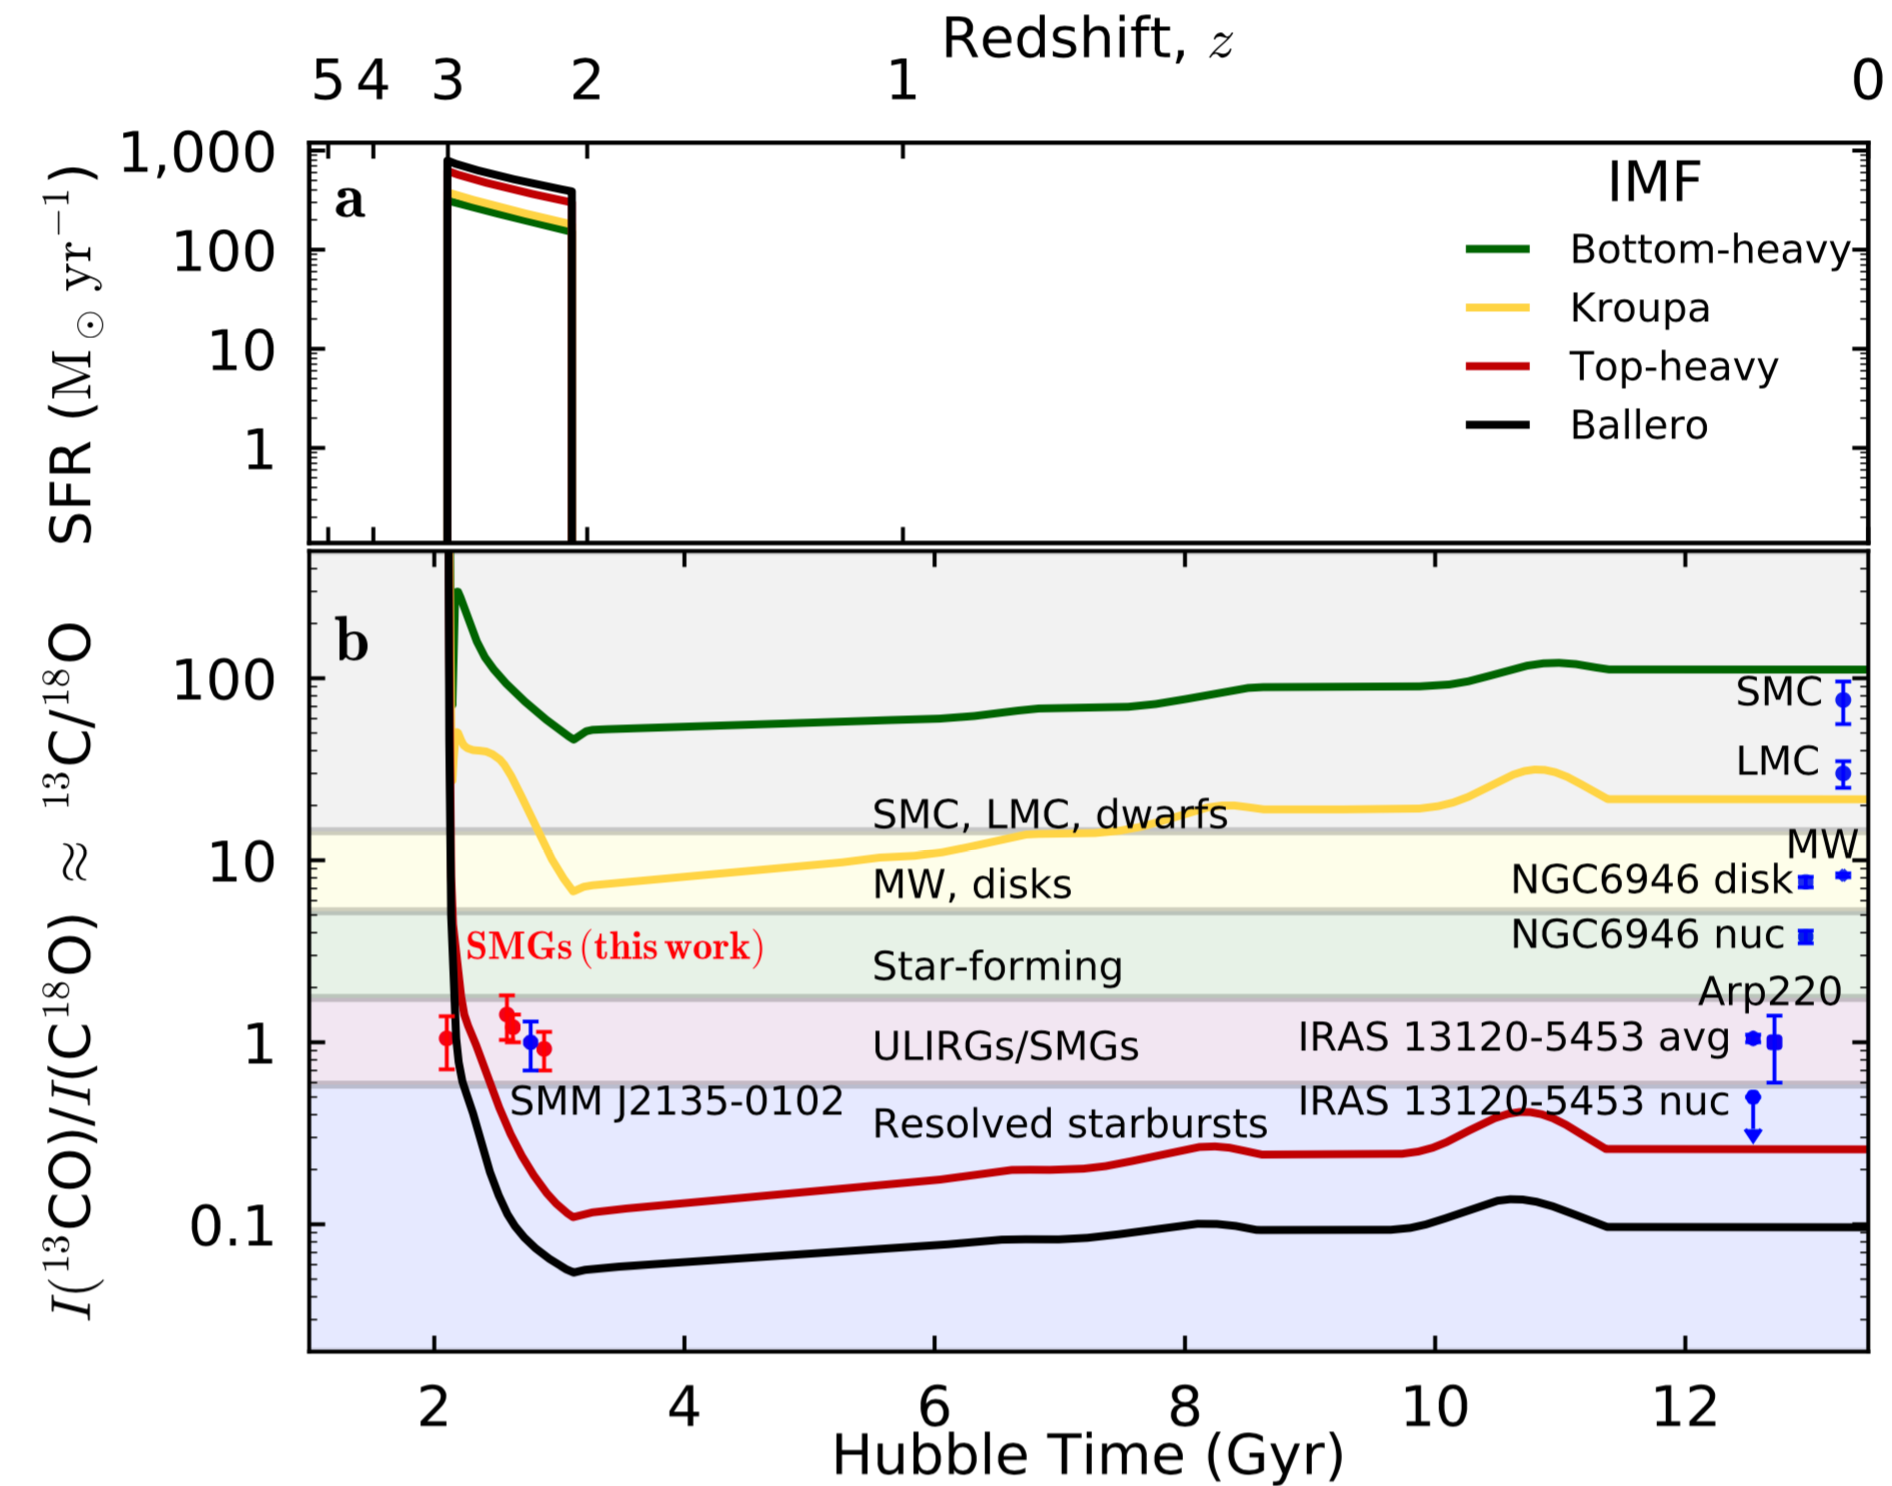 Redshift, z
5 4 3 2 1 0
SFR (M⊙ yr−1)
1,000
100
10
1
a
IMF
Bottom-heavy
Kroupa
Top-heavy
Ballero
I(13CO)/I(C18O) ≈ 13C/18O
100
10
1
0.1
b
SMC
LMC
SMC, LMC, dwarfs
MW
MW, disks
NGC6946 disk
SMGs (this work)
NGC6946 nuc
Star-forming
Arp220
ULIRGs/SMGs
IRAS 13120-5453 avg
SMM J2135-0102
IRAS 13120-5453 nuc
Resolved starbursts
2 4 6 8 10 12
Hubble Time (Gyr)